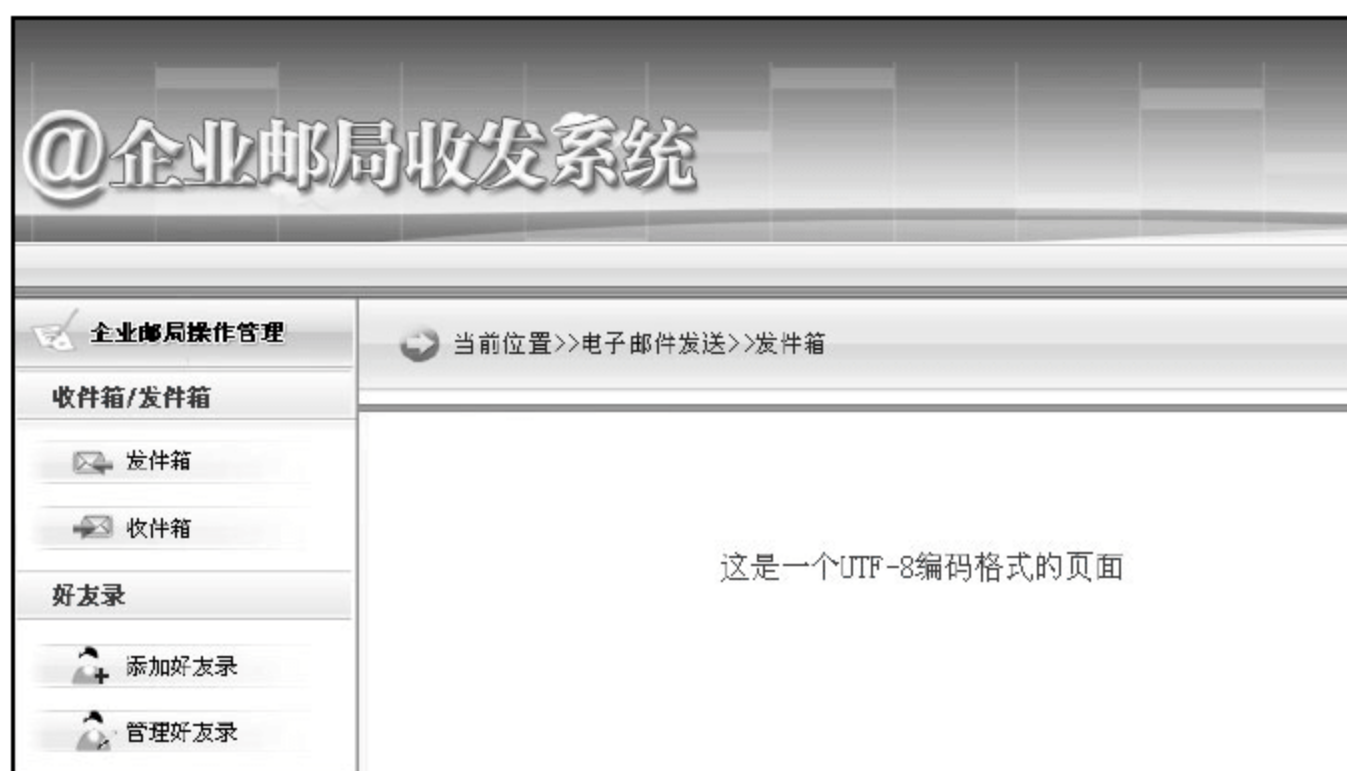 @企业邮局收发系统
企业邮局操作管理
当前位置>>电子邮件发送>>发件箱
收件箱/发件箱
发件箱
收件箱
这是一个UTF-8编码格式的页面
好友录
添加好友录
管理好友录